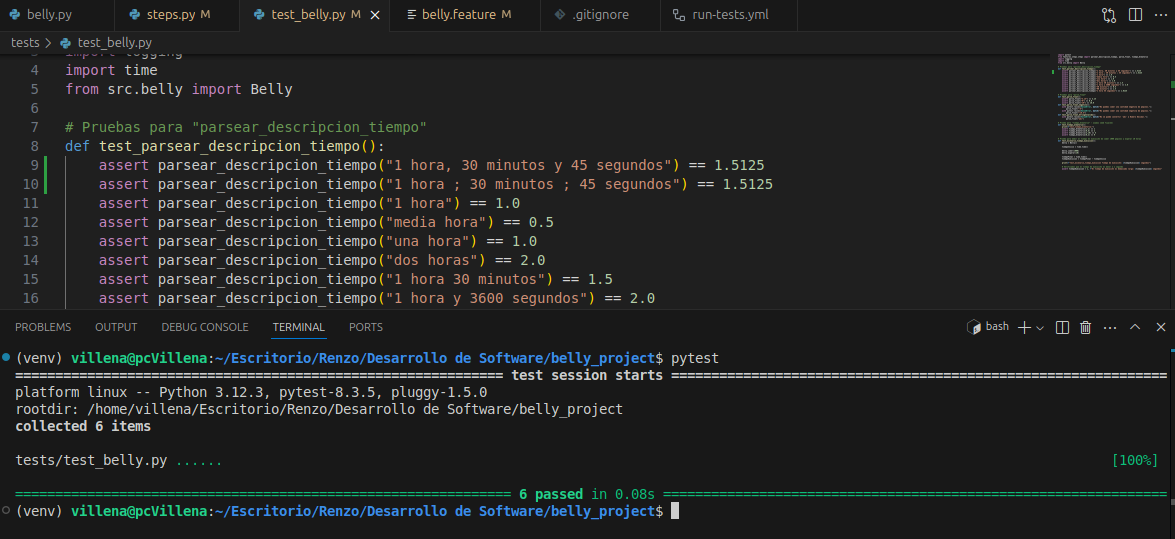 belly.py steps.py M test_belly.py M × belly.feature M .gitignore run-tests.yml
tests > test_belly.py
3 import logging
4 import time
5 from src.belly import Belly
6
7 # Pruebas para "parsear_descripcion_tiempo"
8 def test_parsear_descripcion_tiempo():
9 assert parsear_descripcion_tiempo("1 hora, 30 minutos y 45 segundos") == 1.5125
10 assert parsear_descripcion_tiempo("1 hora ; 30 minutos ; 45 segundos") == 1.5125
11 assert parsear_descripcion_tiempo("1 hora") == 1.0
12 assert parsear_descripcion_tiempo("media hora") == 0.5
13 assert parsear_descripcion_tiempo("una hora") == 1.0
14 assert parsear_descripcion_tiempo("dos horas") == 2.0
15 assert parsear_descripcion_tiempo("1 hora 30 minutos") == 1.5
16 assert parsear_descripcion_tiempo("1 hora y 3600 segundos") == 2.0
PROBLEMS OUTPUT DEBUG CONSOLE TERMINAL PORTS bash
(venv) villena@pcVillena:~/Escritorio/Renzo/Desarrollo de Software/belly_project$ pytest
============================================================= test session starts =============================================================
platform linux -- Python 3.12.3, pytest-8.3.5, pluggy-1.5.0
rootdir: /home/villena/Escritorio/Renzo/Desarrollo de Software/belly_project
collected 6 items
tests/test_belly.py ...... [100%]
============================================================== 6 passed in 0.08s ==============================================================
(venv) villena@pcVillena:~/Escritorio/Renzo/Desarrollo de Software/belly_project$